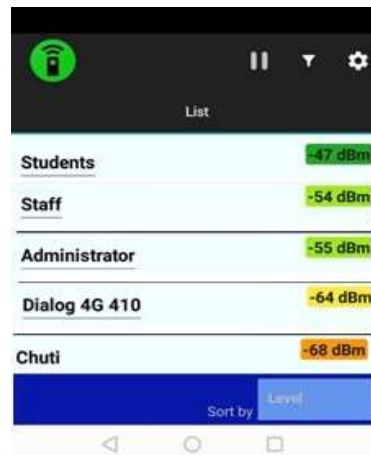 List
Students -47 dBm
Staff -54 dBm
Administrator -55 dBm
Dialog 4G 410 -64 dBm
Chuti -68 dBm
Sort by Level